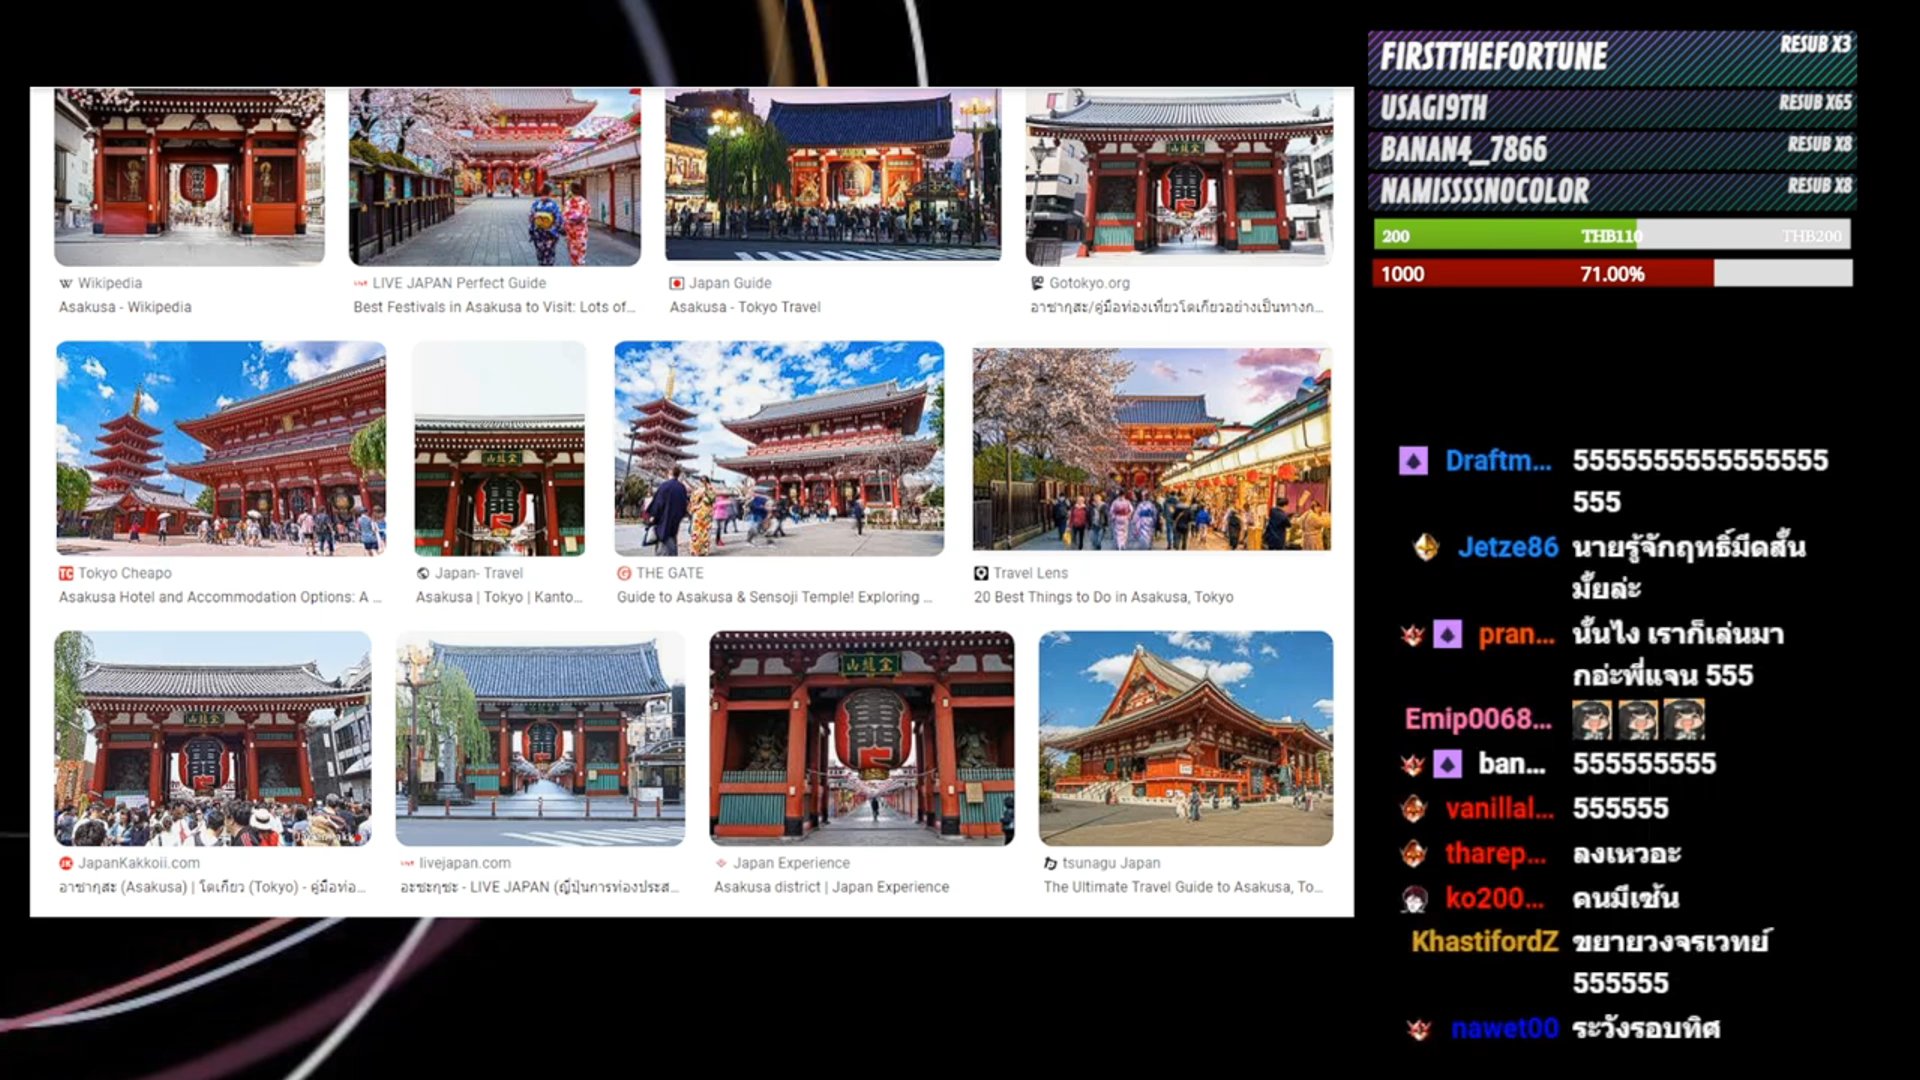 W Wikipedia
Asakusa - Wikipedia
LIVE JAPAN Perfect Guide
Best Festivals in Asakusa to Visit: Lots of...
Japan Guide
Asakusa - Tokyo Travel
Gotokyo.org
อาซากุสะ/คู่มือท่องเที่ยวโตเกียวอย่างเป็นทางก...
TC Tokyo Cheapo
Asakusa Hotel and Accommodation Options: A ...
Japan- Travel
Asakusa | Tokyo | Kanto...
THE GATE
Guide to Asakusa & Sensoji Temple! Exploring ...
Travel Lens
20 Best Things to Do in Asakusa, Tokyo
JK JapanKakkoii.com
อาซากุสะ (Asakusa) | โตเกียว (Tokyo) - คู่มือท่อ...
livejapan.com
อะซะกุซะ - LIVE JAPAN (ญี่ปุ่นการท่องประส...
Japan Experience
Asakusa district | Japan Experience
tsunagu Japan
The Ultimate Travel Guide to Asakusa, To...
FIRSTTHEFORTUNE RESUB X3
USAGI9TH RESUB X65
BANAN4_7866 RESUB X8
NAMISSSSNOCOLOR RESUB X8
200 THB110 THB200
1000 71.00%
Draftm... 5555555555555555
555
Jetze86 นายรู้จักฤทธิ์มีดสั้น
มั้ยล่ะ
pran... นั้นไง เราก็เล่นมา
กอ่ะพี่แจน 555
Emip0068...
ban... 555555555
vanillal... 555555
tharep... ลงเหวอะ
ko200... คนมีเซ้น
KhastifordZ ขยายวงจรเวทย์
555555
nawet00 ระวังรอบทิศ